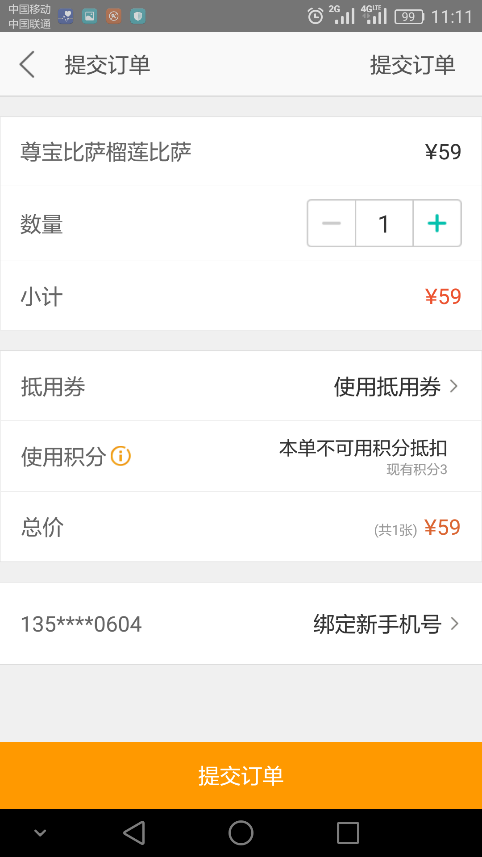 中国移动
中国联通
2G
4GLTE
99
11:11
提交订单 提交订单
尊宝比萨榴莲比萨 ¥59
数量 1
小计 ¥59
抵用券 使用抵用券
使用积分 本单不可用积分抵扣
现有积分3
总价 (共1张) ¥59
135****0604 绑定新手机号
提交订单